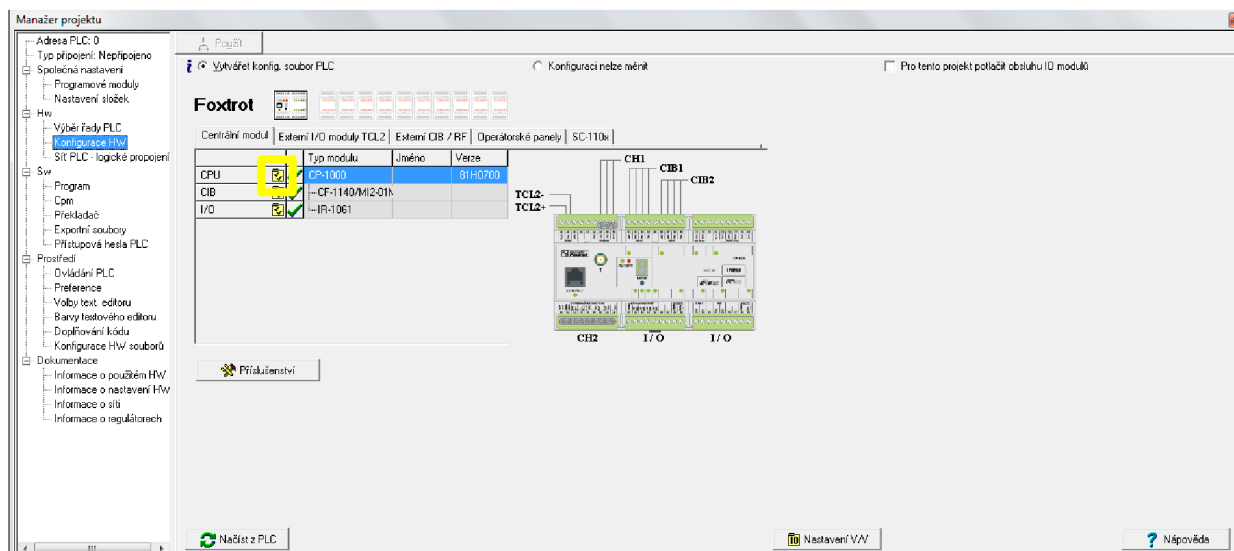 Manažer projektu
Adresa PLC: 0
Typ připojení: Nepřipojeno
Společná nastavení
Programové moduly
Nastavení složek
Hw
Výběr řady PLC
Konfigurace HW
Síť PLC - logické propojení
Sw
Program
Cpm
Překladač
Exportní soubory
Přístupová hesla PLC
Prostředí
Ovládání PLC
Preference
Volby text. editoru
Barvy textového editoru
Doplňování kódu
Konfigurace HW souborů
Dokumentace
Informace o použitém HW
Informace o nastavení HW
Informace o síti
Informace o regulátorech
Použít
Vytvářet konfig. soubor PLC
Konfiguraci nelze měnit
Pro tento projekt potlačit obsluhu IO modulů
Foxtrot
Centrální modul
Externí I/O moduly TCL2
Externí CIB / RF
Operátorské panely
SC-110x
Typ modulu Jméno Verze
CPU CP-1000 81H0700
CIB CF-1140/MI2-01M
I/O IR-1061
CH1
CIB1
CIB2
TCL2-
TCL2+
CH2 I/O I/O
Příslušenství
Načíst z PLC
Nastavení V/V
Nápověda